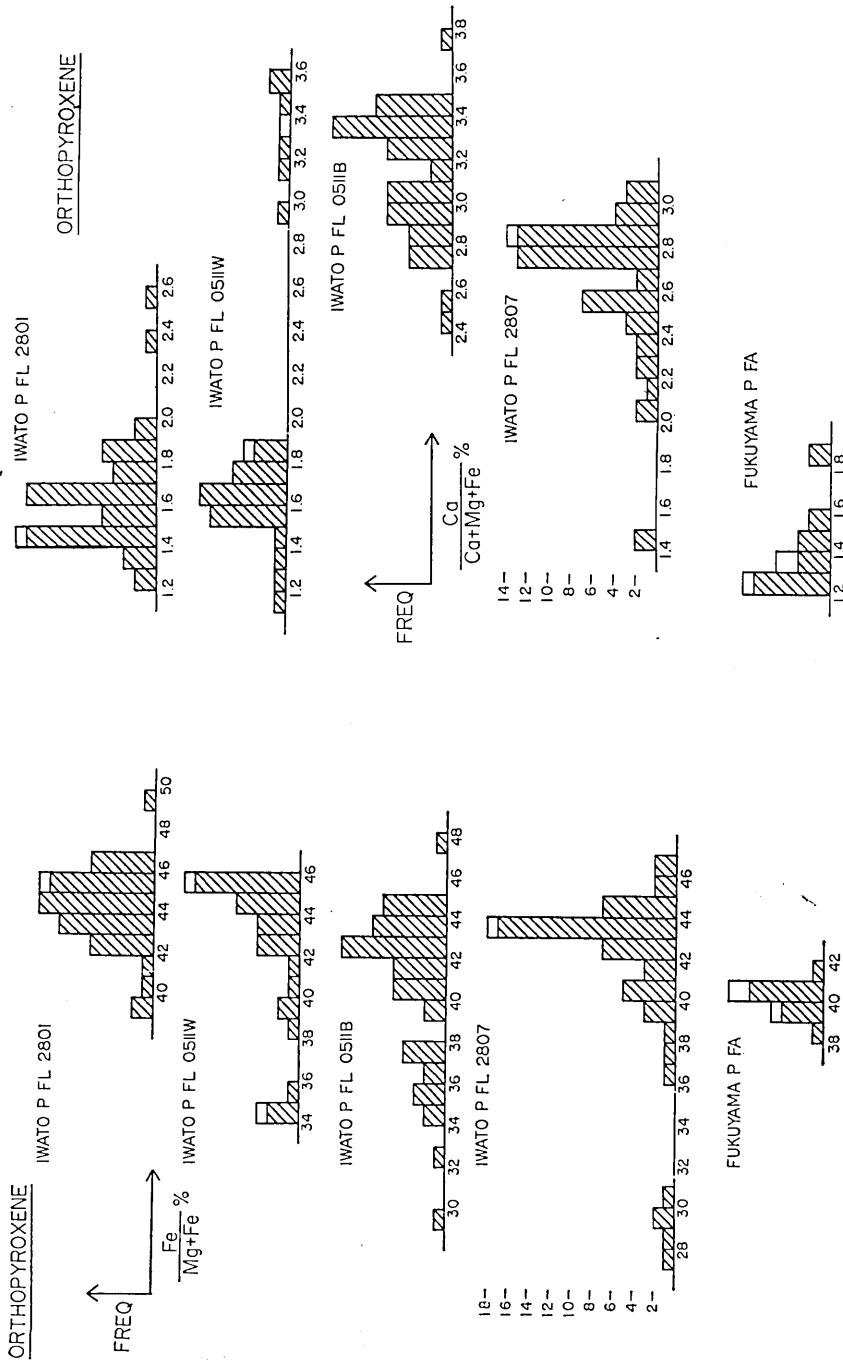 ORTHOPYROXENE
IWATO P FL 2801
40 42 44 46 48 50
FREQ
Fe
Mg+Fe %
IWATO P FL 0511W
34 36 38 40 42 44 46
IWATO P FL 0511B
30 32 34 36 38 40 42 44 46 48
IWATO P FL 2807
18-
16-
14-
12-
10-
8-
6-
4-
2-
28 30 32 34 36 38 40 42 44 46
FUKUYAMA P FA
38 40 42
ORTHOPYROXENE
IWATO P FL 2801
1.2 1.4 1.6 1.8 2.0 2.2 2.4 2.6
IWATO P FL 0511W
1.2 1.4 1.6 1.8 2.0 2.2 2.4 2.6 2.8 3.0 3.2 3.4 3.6
IWATO P FL 0511B
2.4 2.6 2.8 3.0 3.2 3.4 3.6 3.8
FREQ
Ca
Ca+Mg+Fe %
IWATO P FL 2807
14-
12-
10-
8-
6-
4-
2-
1.4 1.6 1.8 2.0 2.2 2.4 2.6 2.8 3.0
FUKUYAMA P FA
1.2 1.4 1.6 1.8